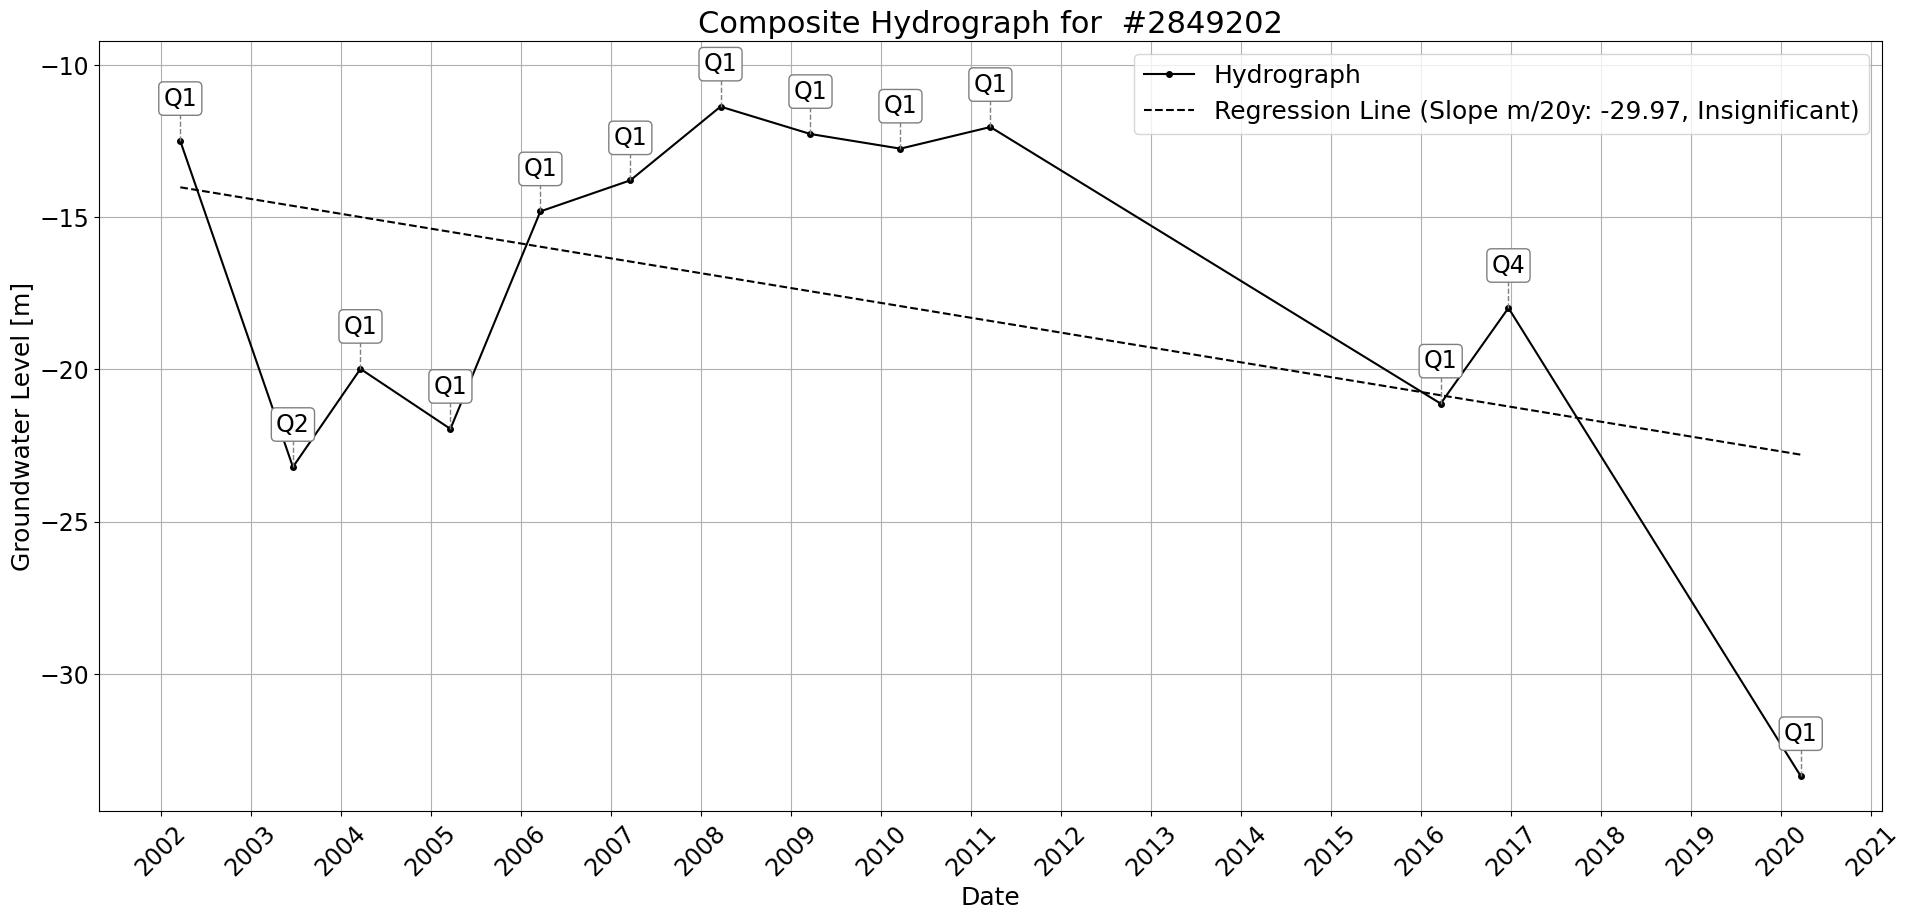 Composite Hydrograph for  #2849202
Hydrograph
Regression Line (Slope m/20y: -29.97, Insignificant)
Q1
Q2
Q1
Q1
Q1
Q1
Q1
Q1
Q1
Q1
Q1
Q4
Q1
Groundwater Level [m]
−10
−15
−20
−25
−30
2002
2003
2004
2005
2006
2007
2008
2009
2010
2011
2012
2013
2014
2015
2016
2017
2018
2019
2020
2021
Date